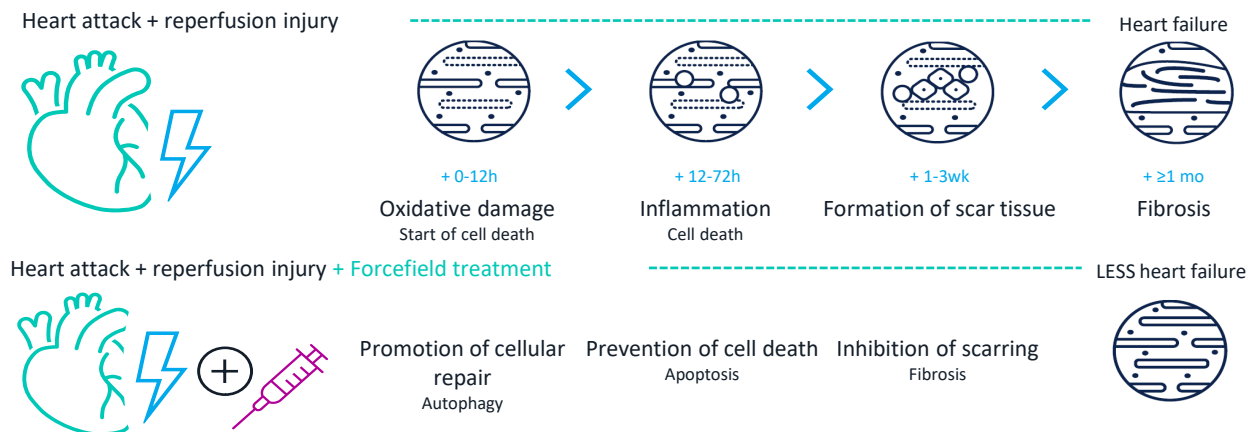 Heart attack + reperfusion injury
Heart failure
+ 0-12h
+ 12-72h
+ 1-3wk
+ ≥1 mo
Oxidative damage
Start of cell death
Inflammation
Cell death
Formation of scar tissue
Fibrosis
Heart attack + reperfusion injury + Forcefield treatment
LESS heart failure
Promotion of cellular
repair
Autophagy
Prevention of cell death
Apoptosis
Inhibition of scarring
Fibrosis